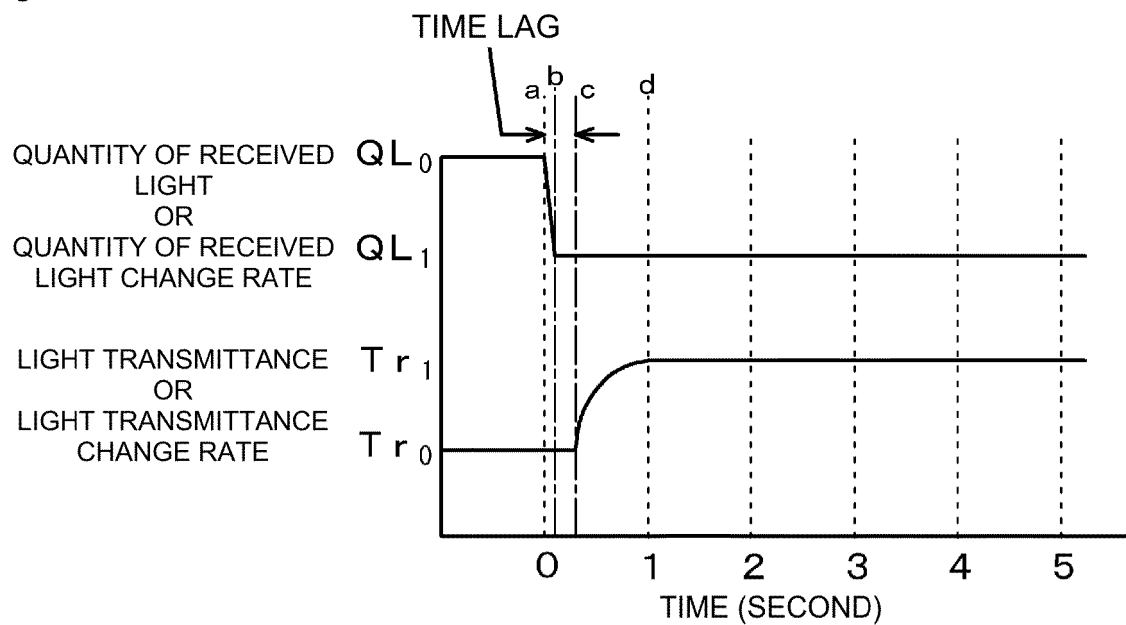 TIME LAG
a b c d
QUANTITY OF RECEIVED
LIGHT
OR
QUANTITY OF RECEIVED
LIGHT CHANGE RATE
QL0
QL1
LIGHT TRANSMITTANCE
OR
LIGHT TRANSMITTANCE
CHANGE RATE
Tr1
Tr0
0 1 2 3 4 5
TIME (SECOND)